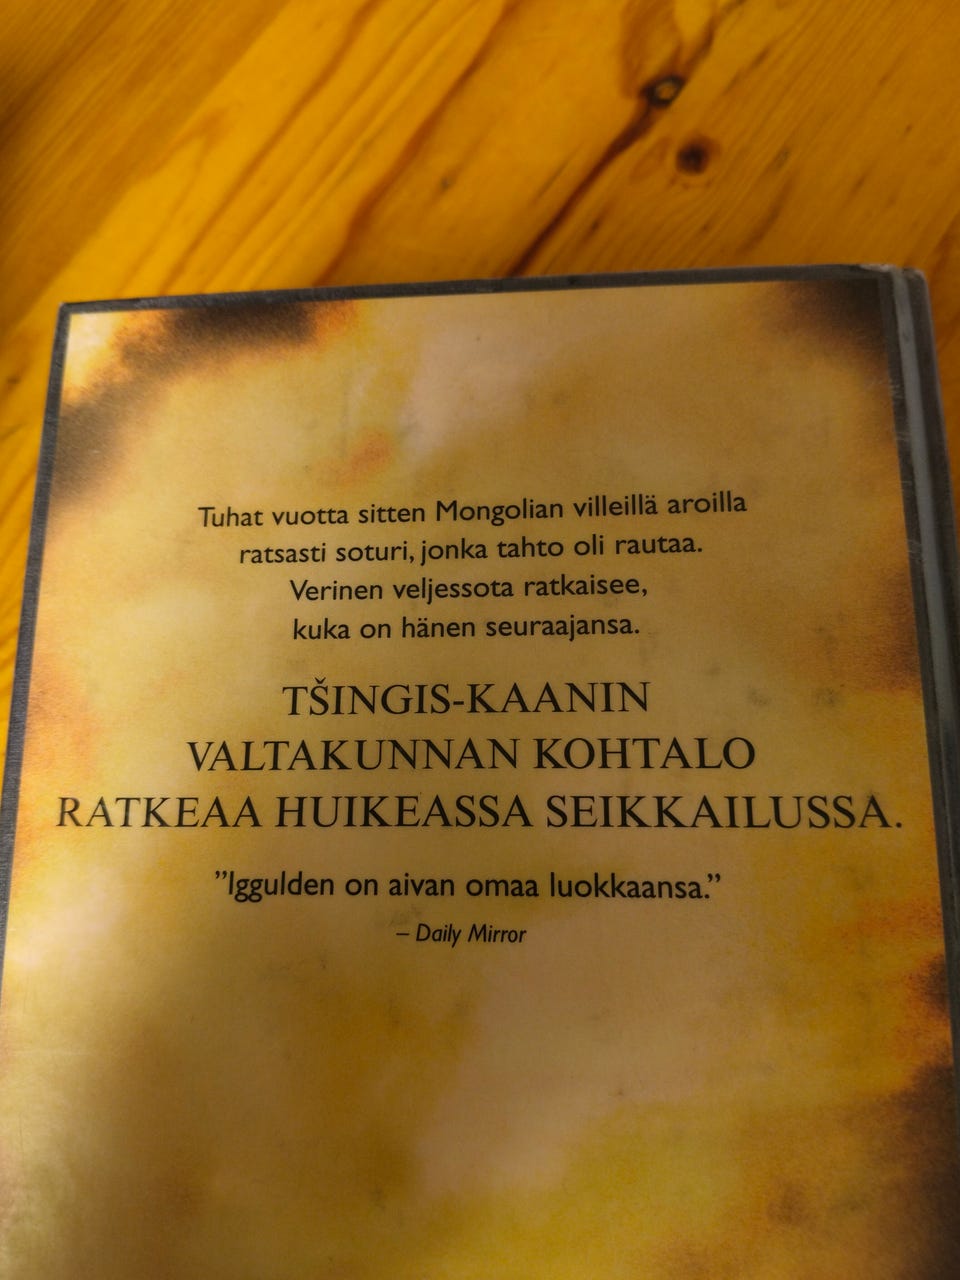 Tuhat vuotta sitten Mongolian villeillä aroilla
ratsasti soturi, jonka tahto oli rautaa.
Verinen veljessota ratkaisee,
kuka on hänen seuraajansa.
TŠINGIS-KAANIN
VALTAKUNNAN KOHTALO
RATKEAA HUIKEASSA SEIKKAILUSSA.
”Iggulden on aivan omaa luokkaansa.”
– Daily Mirror